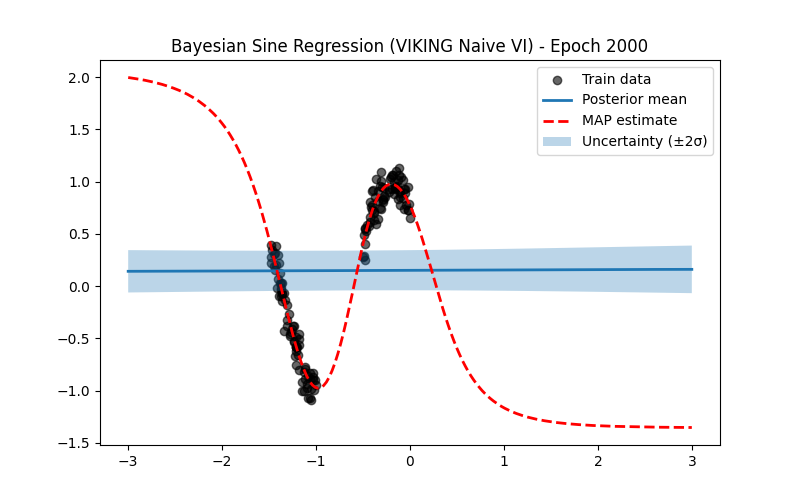 Bayesian Sine Regression (VIKING Naive VI) - Epoch 2000
Train data
Posterior mean
MAP estimate
Uncertainty (±2σ)
2.0
1.5
1.0
0.5
0.0
−0.5
−1.0
−1.5
−3 −2 −1 0 1 2 3